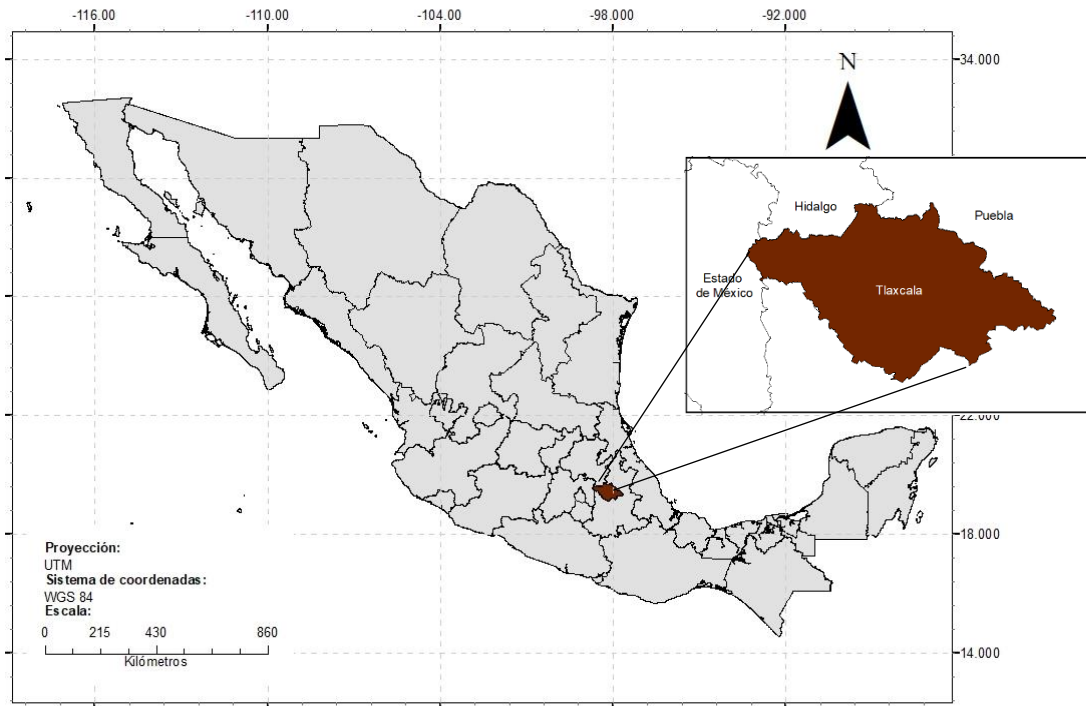 -116.00 -110.00 -104.00 -98.000 -92.000
34.000
N
Hidalgo
Puebla
Estado
de México
Tlaxcala
22.000
18.000
Proyección:
UTM
Sistema de coordenadas:
WGS 84
Escala:
0 215 430 860
Kilómetros
14.000